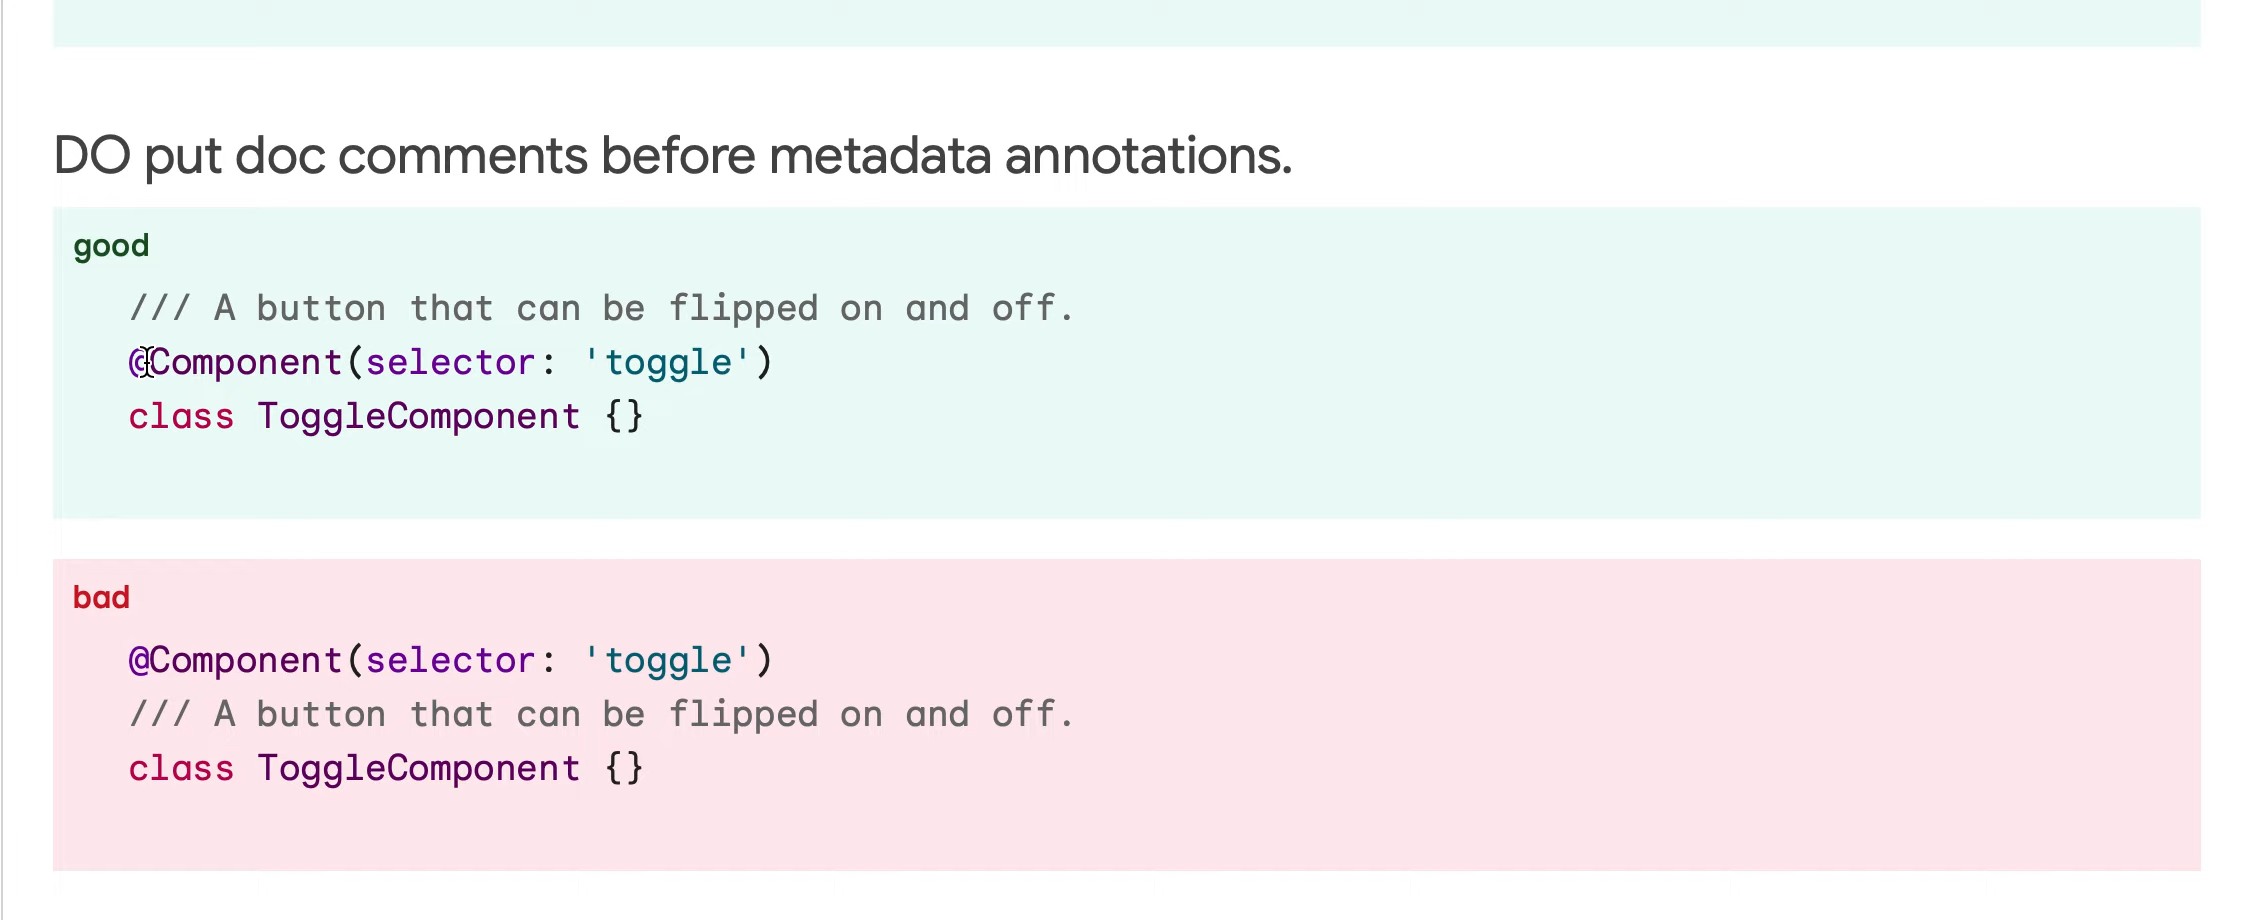 DO put doc comments before metadata annotations.
good
/// A button that can be flipped on and off.
@Component(selector: 'toggle')
class ToggleComponent {}
bad
@Component(selector: 'toggle')
/// A button that can be flipped on and off.
class ToggleComponent {}